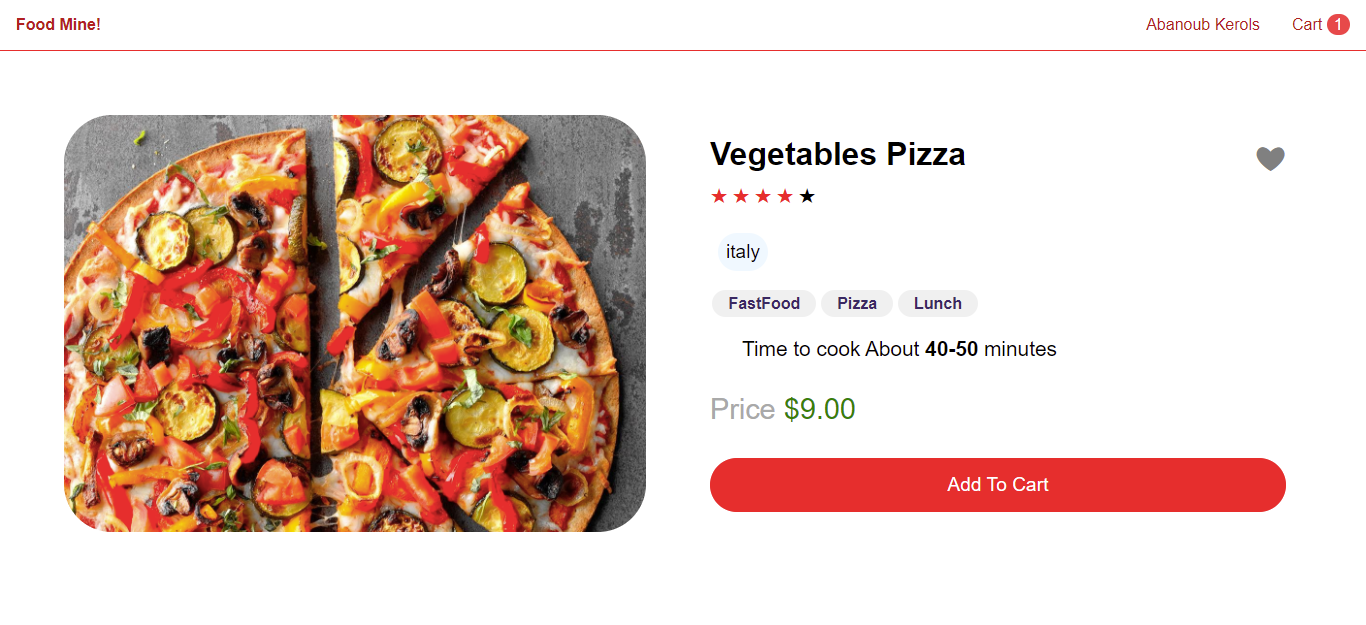 Food Mine!
Abanoub Kerols
Cart 1
Vegetables Pizza
italy
FastFood Pizza Lunch
Time to cook About 40-50 minutes
Price $9.00
Add To Cart